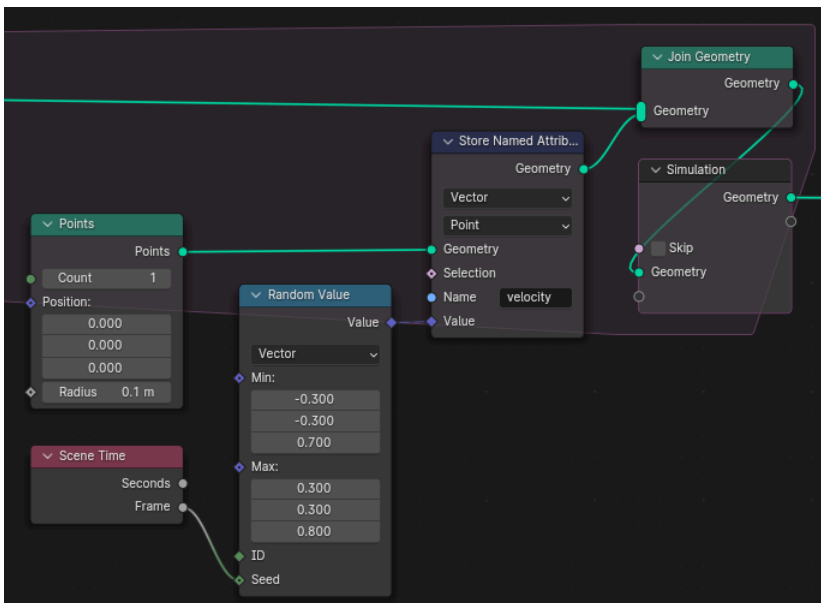 Join Geometry
Geometry
Geometry
Store Named Attrib...
Geometry
Vector
Point
Geometry
Selection
Name velocity
Value
Simulation
Geometry
Skip
Geometry
Points
Points
Count 1
Position:
0.000
0.000
0.000
Radius 0.1 m
Random Value
Value
Vector
Min:
-0.300
-0.300
0.700
Max:
0.300
0.300
0.800
ID
Seed
Scene Time
Seconds
Frame